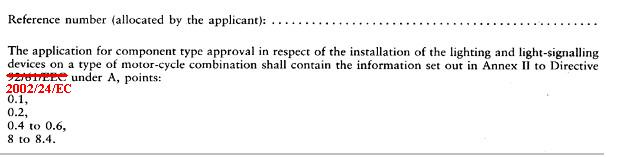 Reference number (allocated by the applicant): ........................................................
The application for component type approval in respect of the installation of the lighting and light-signalling
devices on a type of motor-cycle combination shall contain the information set out in Annex II to Directive
92/61/EEC under A, points:
2002/24/EC
0.1,
0.2,
0.4 to 0.6,
8 to 8.4.